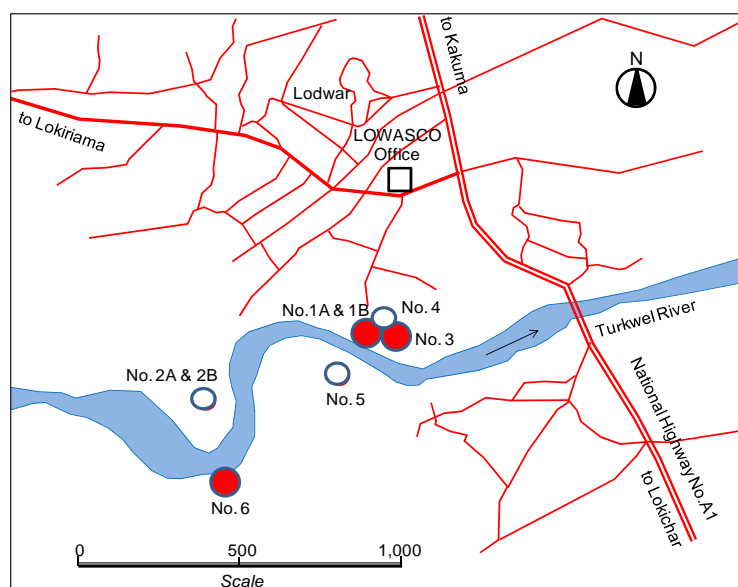 to Kakuma
N
Lodwar
to Lokiriama
LOWASCO
Office
No.1A & 1B
No. 4
No. 3
Turkwel River
No. 2A & 2B
No. 5
National Highway No.A1
to Lokichar
No. 6
0
500
1,000
Scale